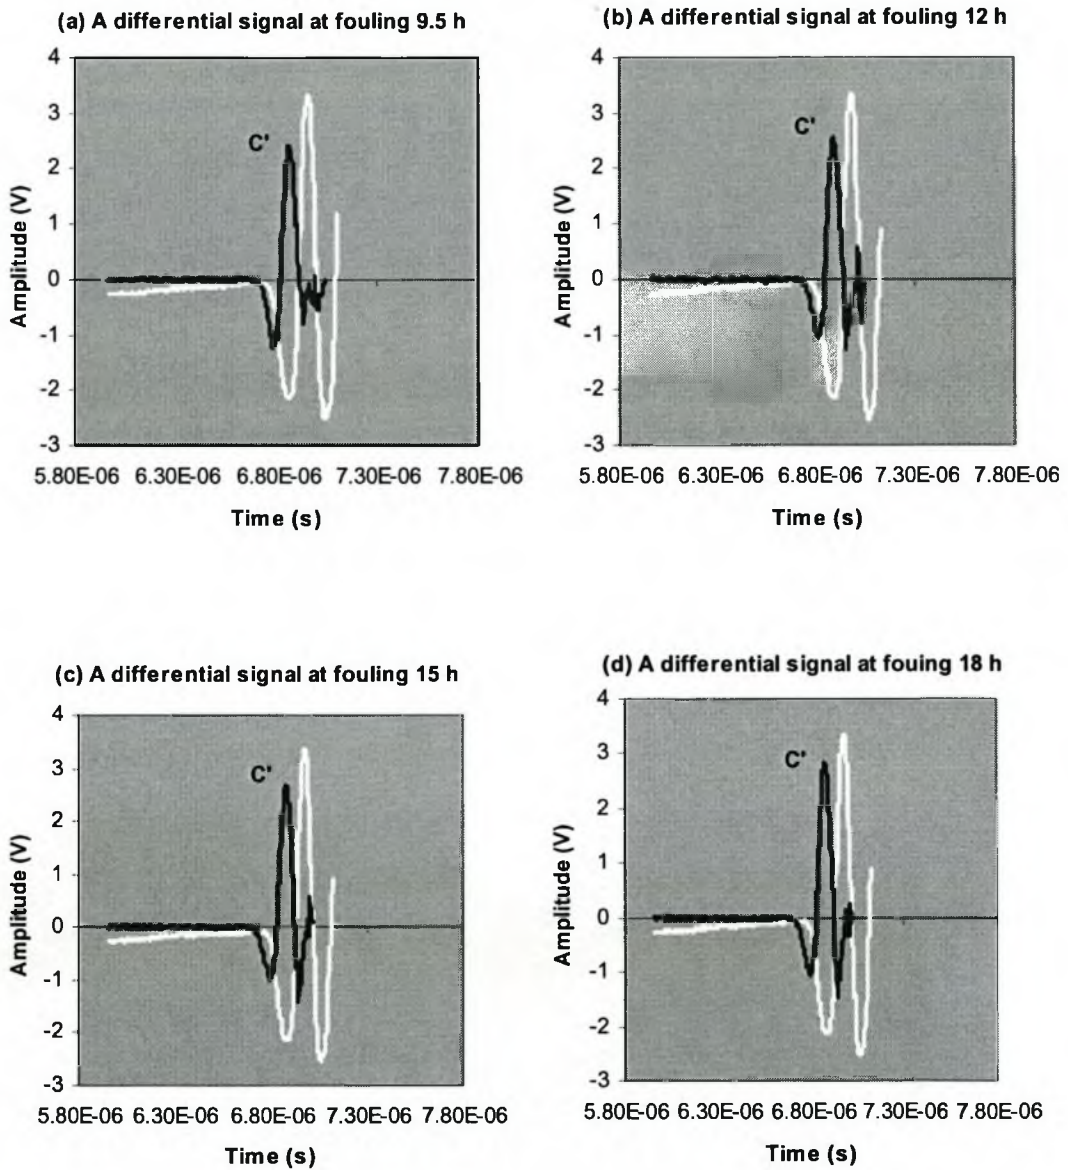 (a) A differential signal at fouling 9.5 h
4
3
2
1
0
-1
-2
-3
Amplitude (V)
C'
5.80E-06 6.30E-06 6.80E-06 7.30E-06 7.80E-06
Time (s)
(b) A differential signal at fouling 12 h
4
3
2
1
0
-1
-2
-3
Amplitude (V)
C'
5.80E-06 6.30E-06 6.80E-06 7.30E-06 7.80E-06
Time (s)
(c) A differential signal at fouling 15 h
4
3
2
1
0
-1
-2
-3
Amplitude (V)
C'
5.80E-06 6.30E-06 6.80E-06 7.30E-06 7.80E-06
Time (s)
(d) A differential signal at fouing 18 h
4
3
2
1
0
-1
-2
-3
Amplitude (V)
C'
5.80E-06 6.30E-06 6.80E-06 7.30E-06 7.80E-06
Time (s)